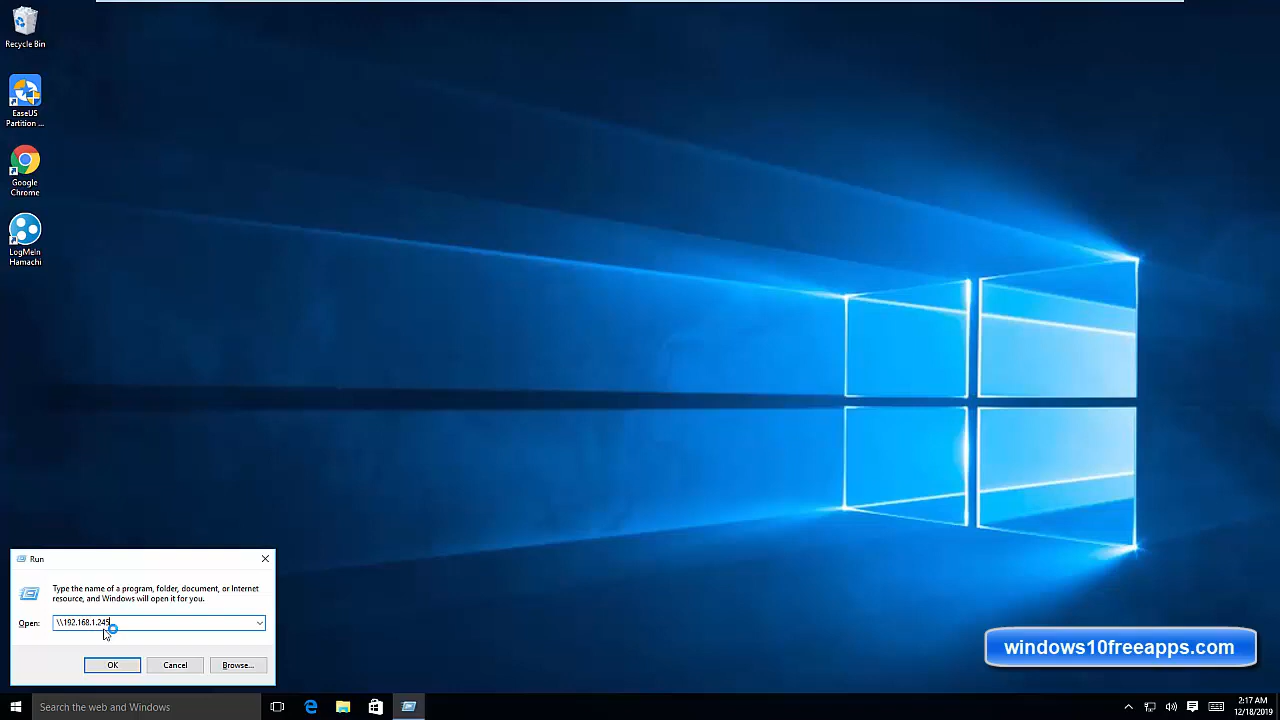 Recycle Bin
EaseUS
Partition ...
Google
Chrome
LogMeIn
Hamachi
Run
Type the name of a program, folder, document, or Internet
resource, and Windows will open it for you.
Open: \\192.168.1.245
OK Cancel Browse...
windows10freeapps.com
Search the web and Windows
2:17 AM
12/18/2019